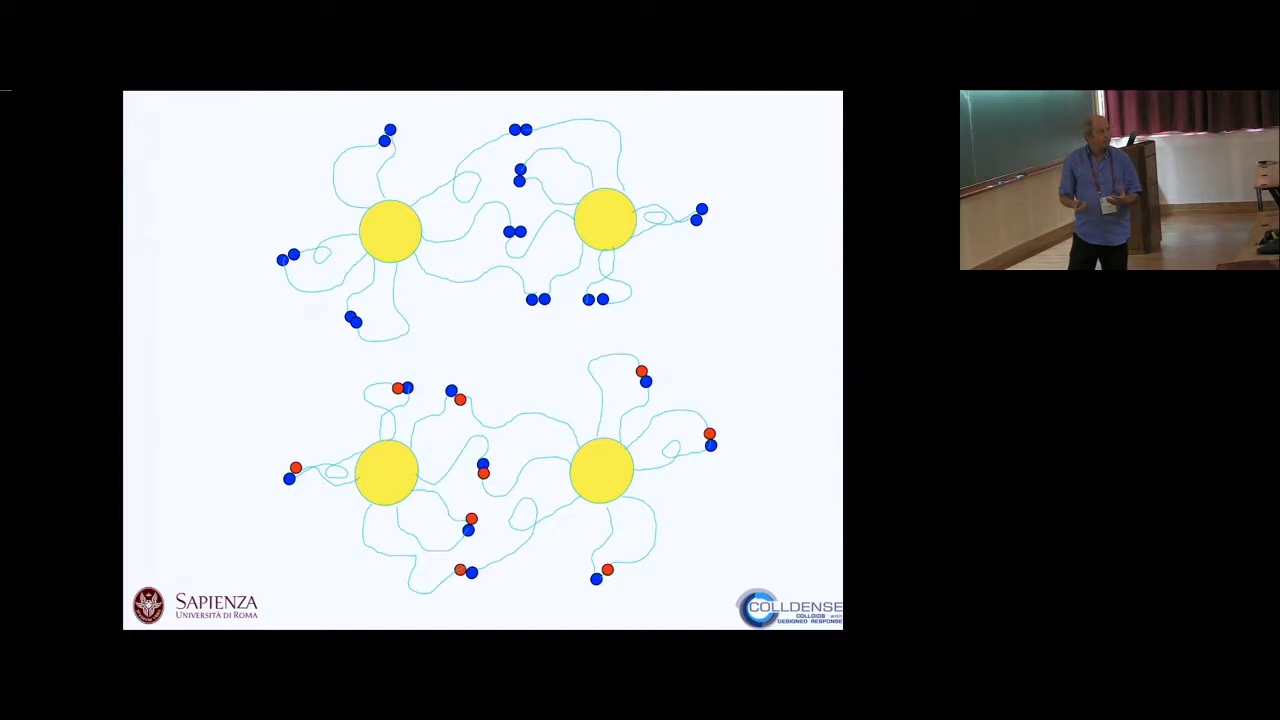 SAPIENZA
UNIVERSITÀ DI ROMA
COLLDENSE
COLLOIDS with
DESIGNED RESPONSE